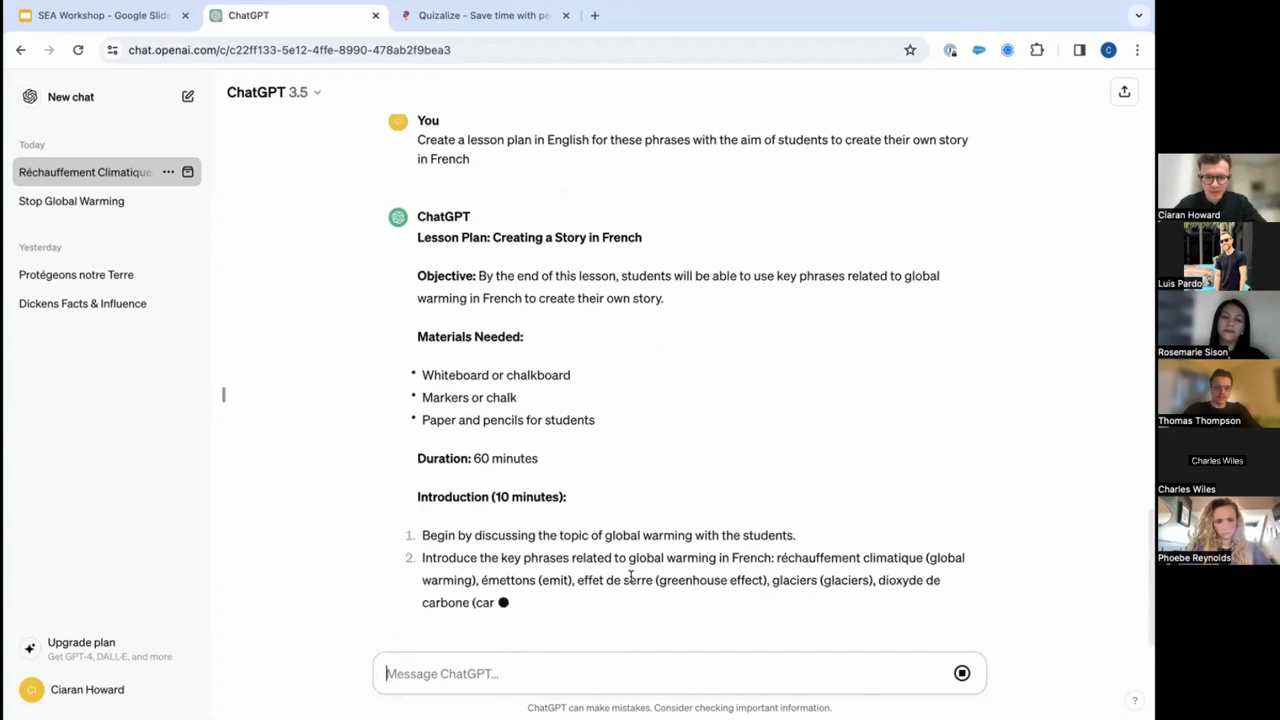 SEA Workshop - Google Slide
ChatGPT
Quizalize - Save time with pe
chat.openai.com/c/c22ff133-5e12-4ffe-8990-478ab2f9bea3
C
New chat
Today
Réchauffement Climatique
Stop Global Warming
Yesterday
Protégeons notre Terre
Dickens Facts & Influence
Upgrade plan
Get GPT-4, DALL·E, and more
CI
Ciaran Howard
ChatGPT 3.5
CI
You
Create a lesson plan in English for these phrases with the aim of students to create their own story
in French
ChatGPT
Lesson Plan: Creating a Story in French
Objective: By the end of this lesson, students will be able to use key phrases related to global
warming in French to create their own story.
Materials Needed:
• Whiteboard or chalkboard
• Markers or chalk
• Paper and pencils for students
Duration: 60 minutes
Introduction (10 minutes):
1. Begin by discussing the topic of global warming with the students.
2. Introduce the key phrases related to global warming in French: réchauffement climatique (global
warming), émettons (emit), effet de serre (greenhouse effect), glaciers (glaciers), dioxyde de
carbone (car
Message ChatGPT...
ChatGPT can make mistakes. Consider checking important information.
?
Ciaran Howard
Luis Pardo
Rosemarie Sison
Thomas Thompson
Charles Wiles
Charles Wiles
Phoebe Reynolds